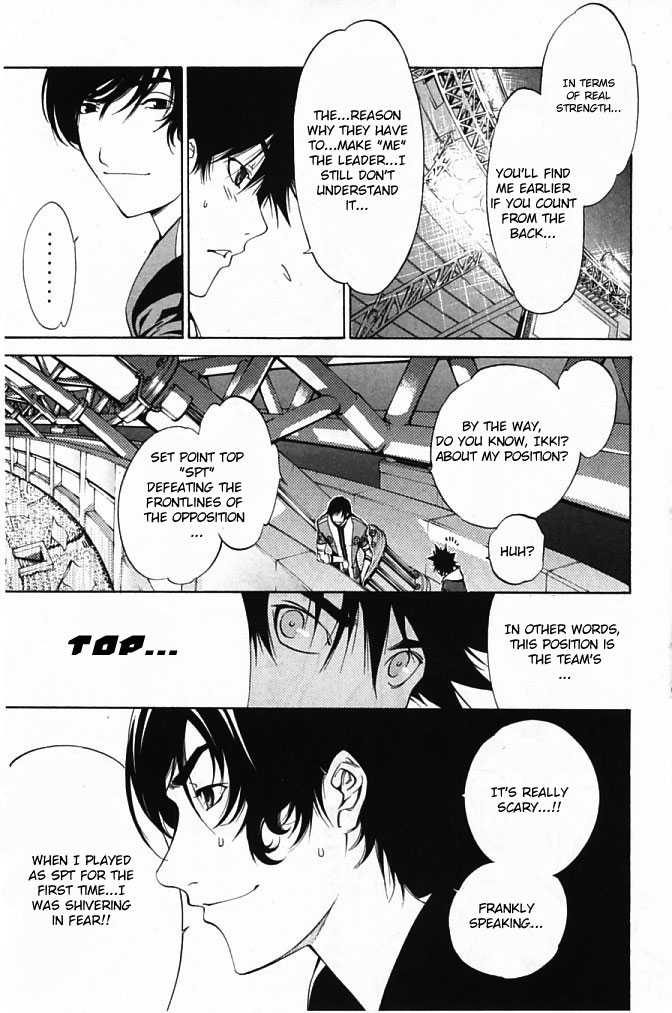 IN TERMS
OF REAL
STRENGTH...
YOU'LL FIND
ME EARLIER
IF YOU COUNT
FROM THE
BACK...
THE...REASON
WHY THEY HAVE
TO...MAKE "ME"
THE LEADER...I
STILL DON'T
UNDERSTAND
IT...
.......
BY THE WAY,
DO YOU KNOW, IKKI?
ABOUT MY POSITION?
HUH?
SET POINT TOP
"SPT"
DEFEATING THE
FRONTLINES OF
THE OPPOSITION
...
IN OTHER WORDS,
THIS POSITION IS
THE TEAM'S
...
TOP...
IT'S REALLY
SCARY...!!
FRANKLY
SPEAKING...
WHEN I PLAYED
AS SPT FOR THE
FIRST TIME...I
WAS SHIVERING
IN FEAR!!